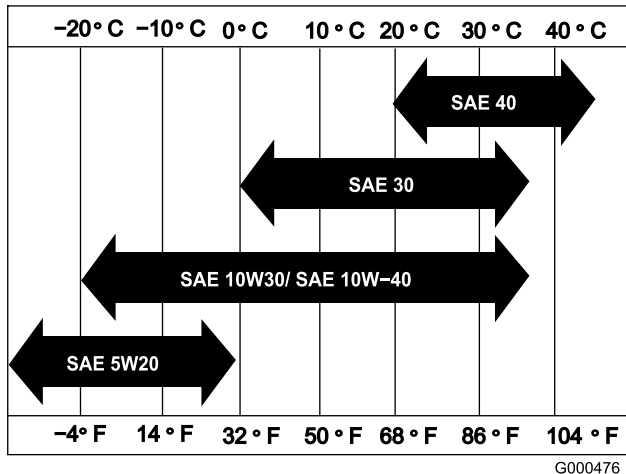 −20° C −10° C 0° C 10° C 20° C 30° C 40° C
SAE 40
SAE 30
SAE 10W30/ SAE 10W−40
SAE 5W20
−4° F 14° F 32° F 50° F 68° F 86° F 104° F
G000476